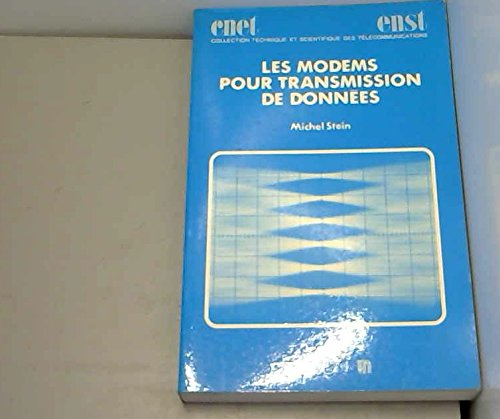 cnet enst
COLLECTION TECHNIQUE ET SCIENTIFIQUE DES TÉLÉCOMMUNICATIONS
LES MODEMS
POUR TRANSMISSION
DE DONNÉES
Michel Stein